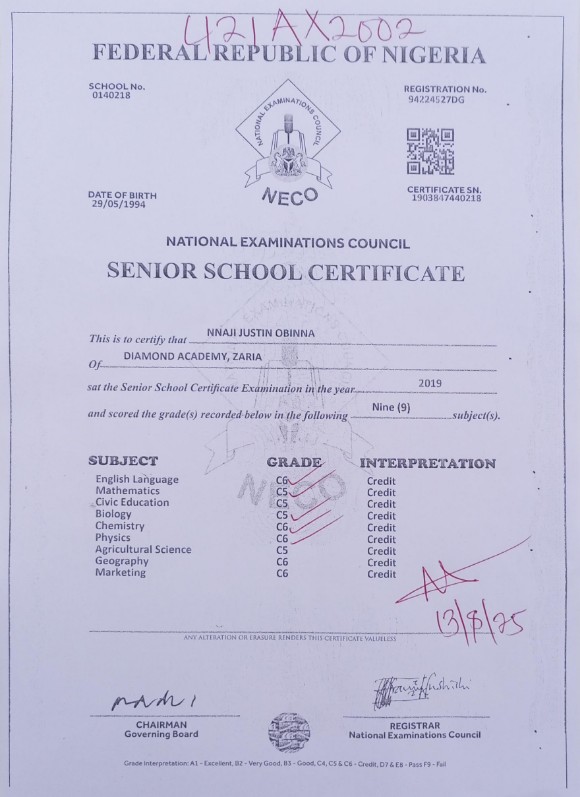 421AX2002
FEDERAL REPUBLIC OF NIGERIA
SCHOOL No.
0140218
REGISTRATION No.
94224527DG
NATIONAL EXAMINATIONS COUNCIL
NECO
DATE OF BIRTH
29/05/1994
CERTIFICATE SN.
1903847440218
NATIONAL EXAMINATIONS COUNCIL
SENIOR SCHOOL CERTIFICATE
This is to certify that NNAJI JUSTIN OBINNA
Of DIAMOND ACADEMY, ZARIA
sat the Senior School Certificate Examination in the year 2019
and scored the grade(s) recorded below in the following Nine (9) subject(s).
SUBJECT GRADE INTERPRETATION
English Language C6 Credit
Mathematics C5 Credit
Civic Education C5 Credit
Biology C5 Credit
Chemistry C6 Credit
Physics C6 Credit
Agricultural Science C5 Credit
Geography C6 Credit
Marketing C6 Credit
NECO
13/8/25
ANY ALTERATION OR ERASURE RENDERS THIS CERTIFICATE VALUELESS
CHAIRMAN
Governing Board
REGISTRAR
National Examinations Council
Grade Interpretation: A1 - Excellent, B2 - Very Good, B3 - Good, C4, C5 & C6 - Credit, D7 & E8 - Pass F9 - Fail